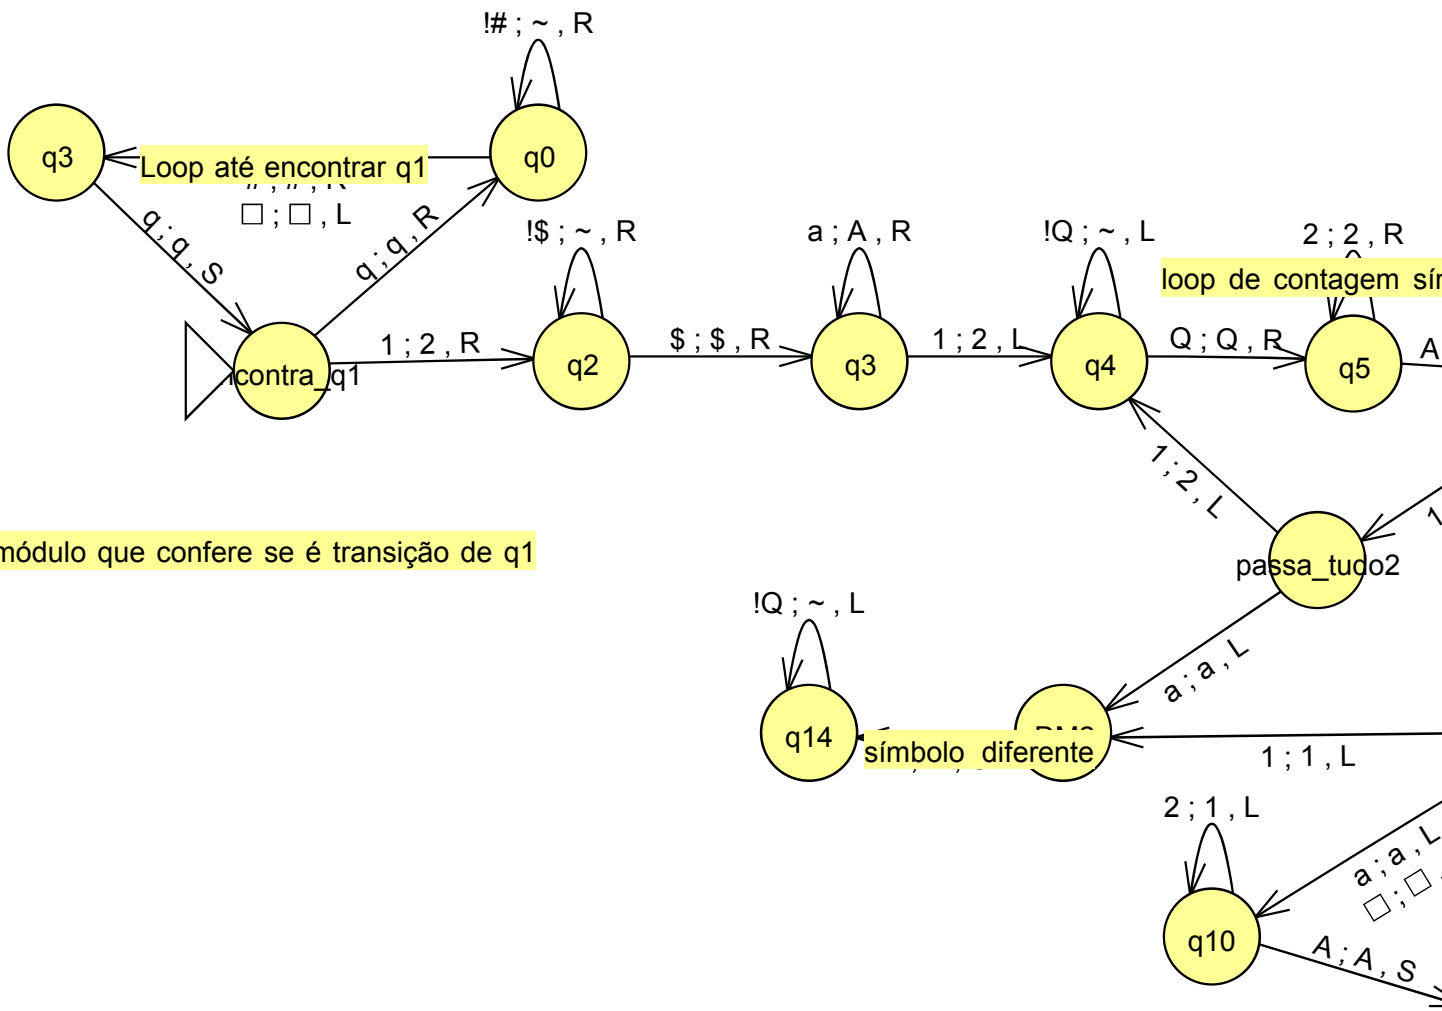 !# ; ~ , R
q3
Loop até encontrar q1
q0
□ ; □ , L
q ; q , S
q ; q , R
!$ ; ~ , R
a ; A , R
!Q ; ~ , L
2 ; 2 , R
loop de contagem
contra_q1
1 ; 2 , R
q2
$ ; $ , R
q3
1 ; 2 , L
q4
Q ; Q , R
q5
A
1 ; 2 , L
1
módulo que confere se é transição de q1
passa_tudo2
!Q ; ~ , L
a ; a , L
q14
símbolo diferente
1 ; 1 , L
2 ; 1 , L
a ; a , L
□ ; □
q10
A ; A , S